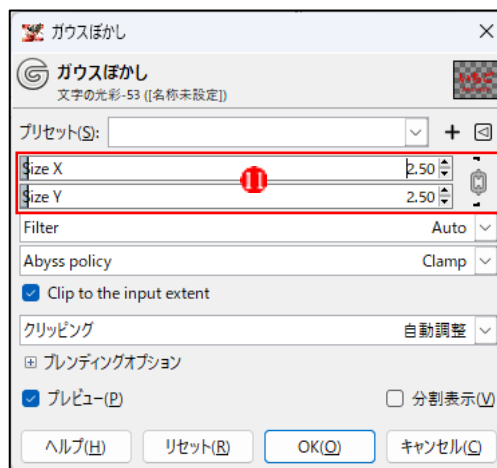 ガウスぼかし
ガウスぼかし
文字の光彩-53 ([名称未設定])
プリセット(S):
Size X 2.50
11
Size Y 2.50
Filter Auto
Abyss policy Clamp
Clip to the input extent
クリッピング 自動調整
ブレンディングオプション
プレビュー(P) 分割表示(V)
ヘルプ(H) リセット(R) OK(O) キャンセル(C)